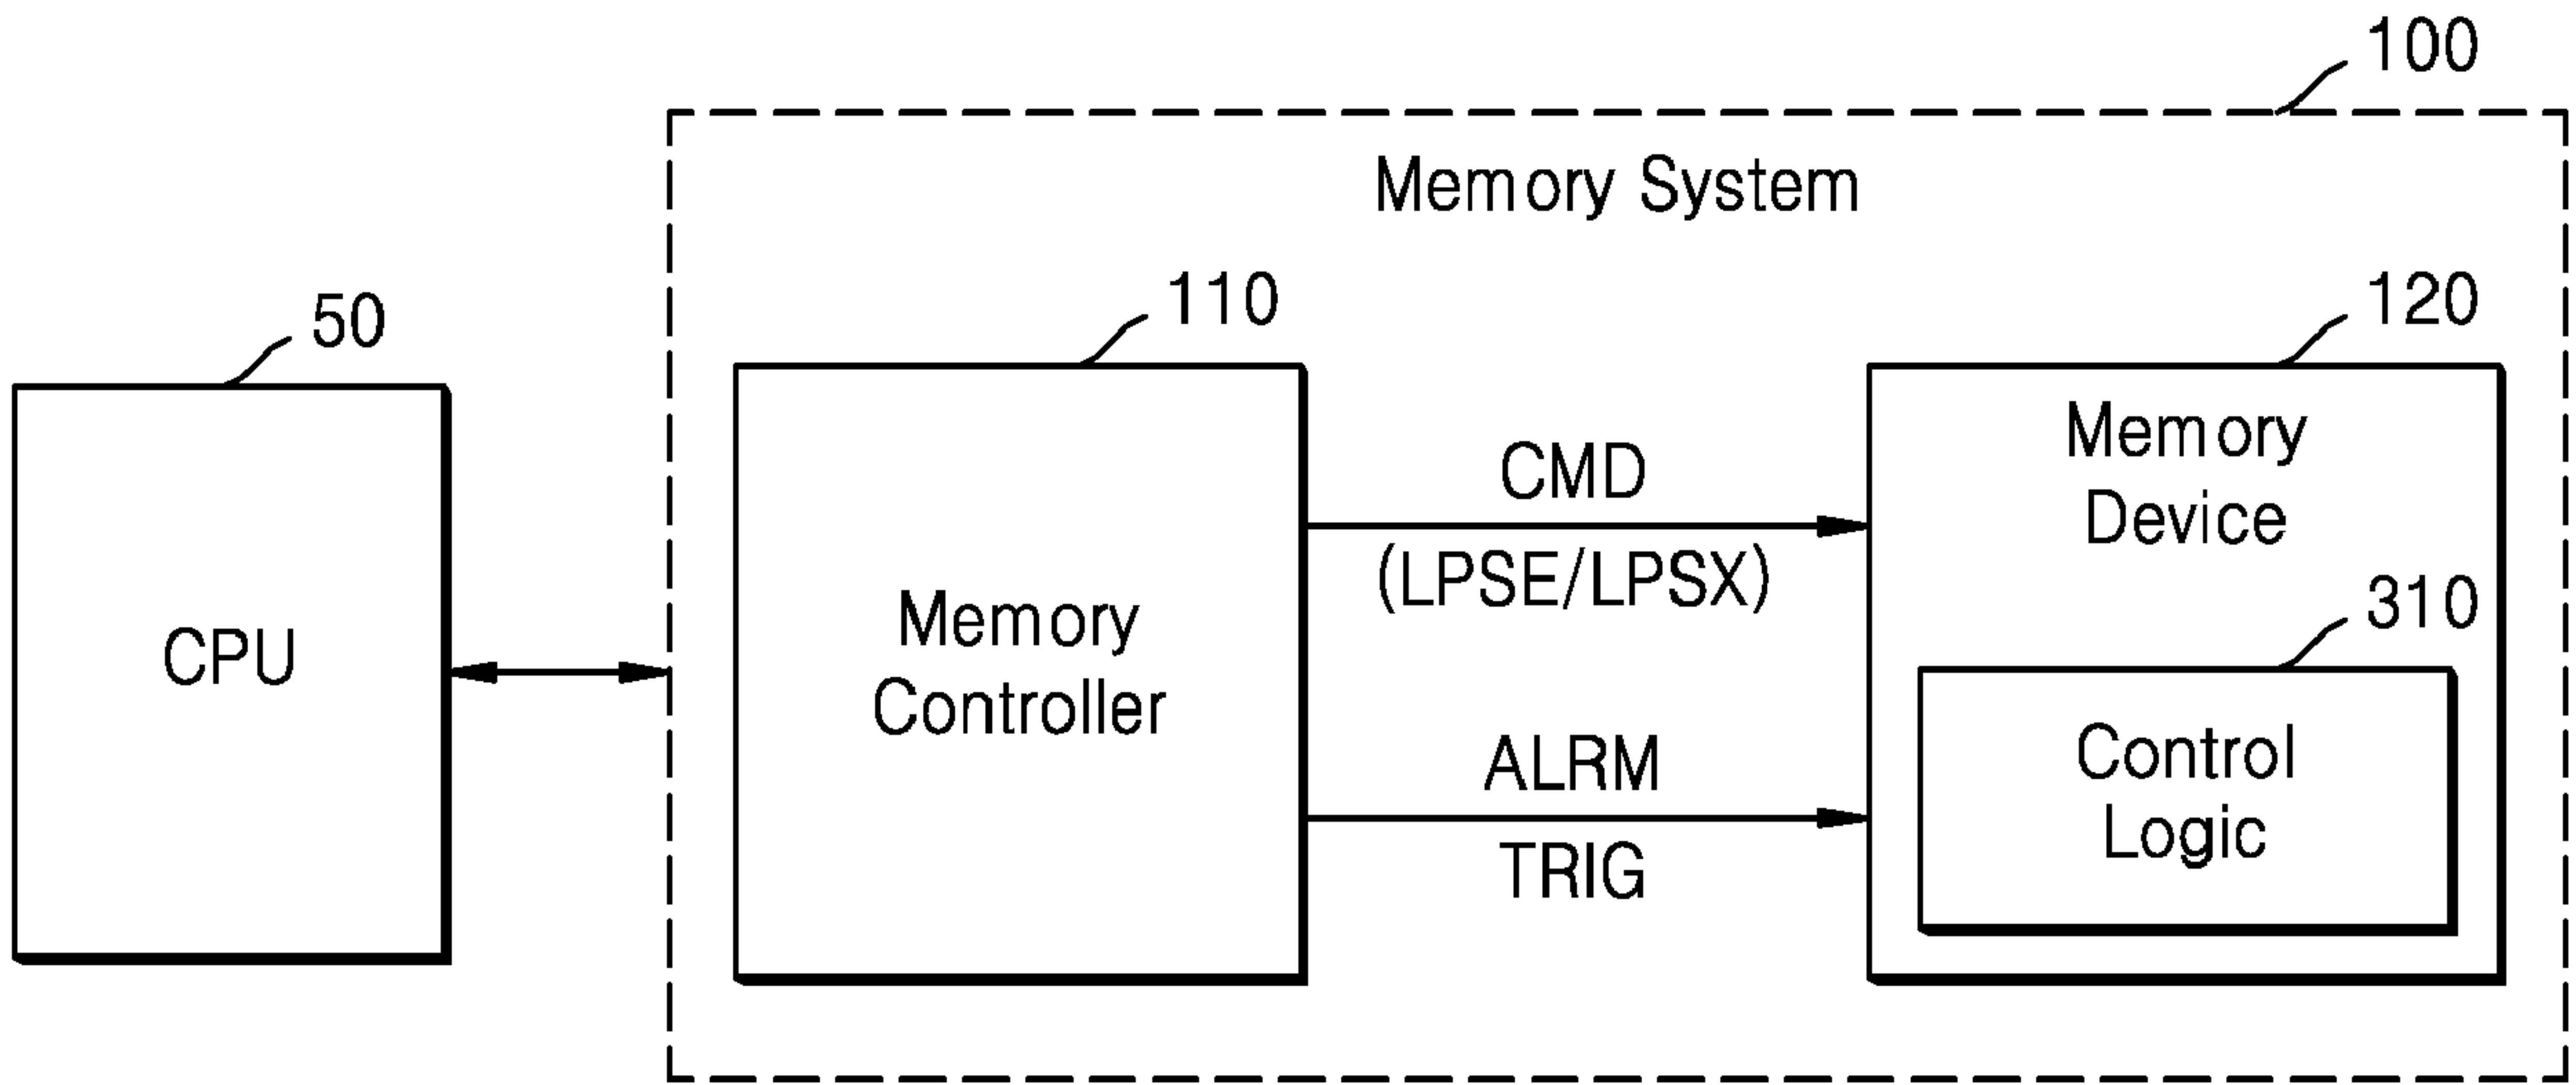 100
Memory System
50
110
120
CPU
Memory
Controller
CMD
(LPSE/LPSX)
ALRM
TRIG
Memory
Device
310
Control
Logic